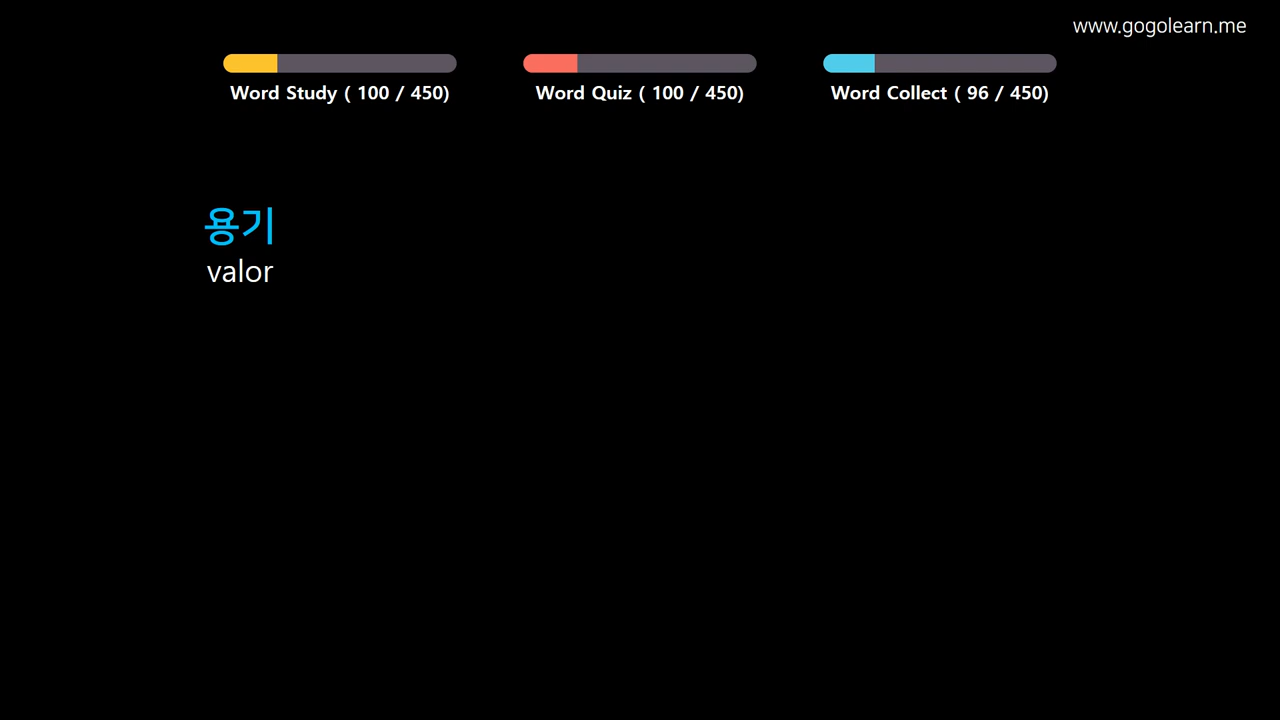 www.gogolearn.me
Word Study ( 100 / 450)
Word Quiz ( 100 / 450)
Word Collect ( 96 / 450)
용기
valor